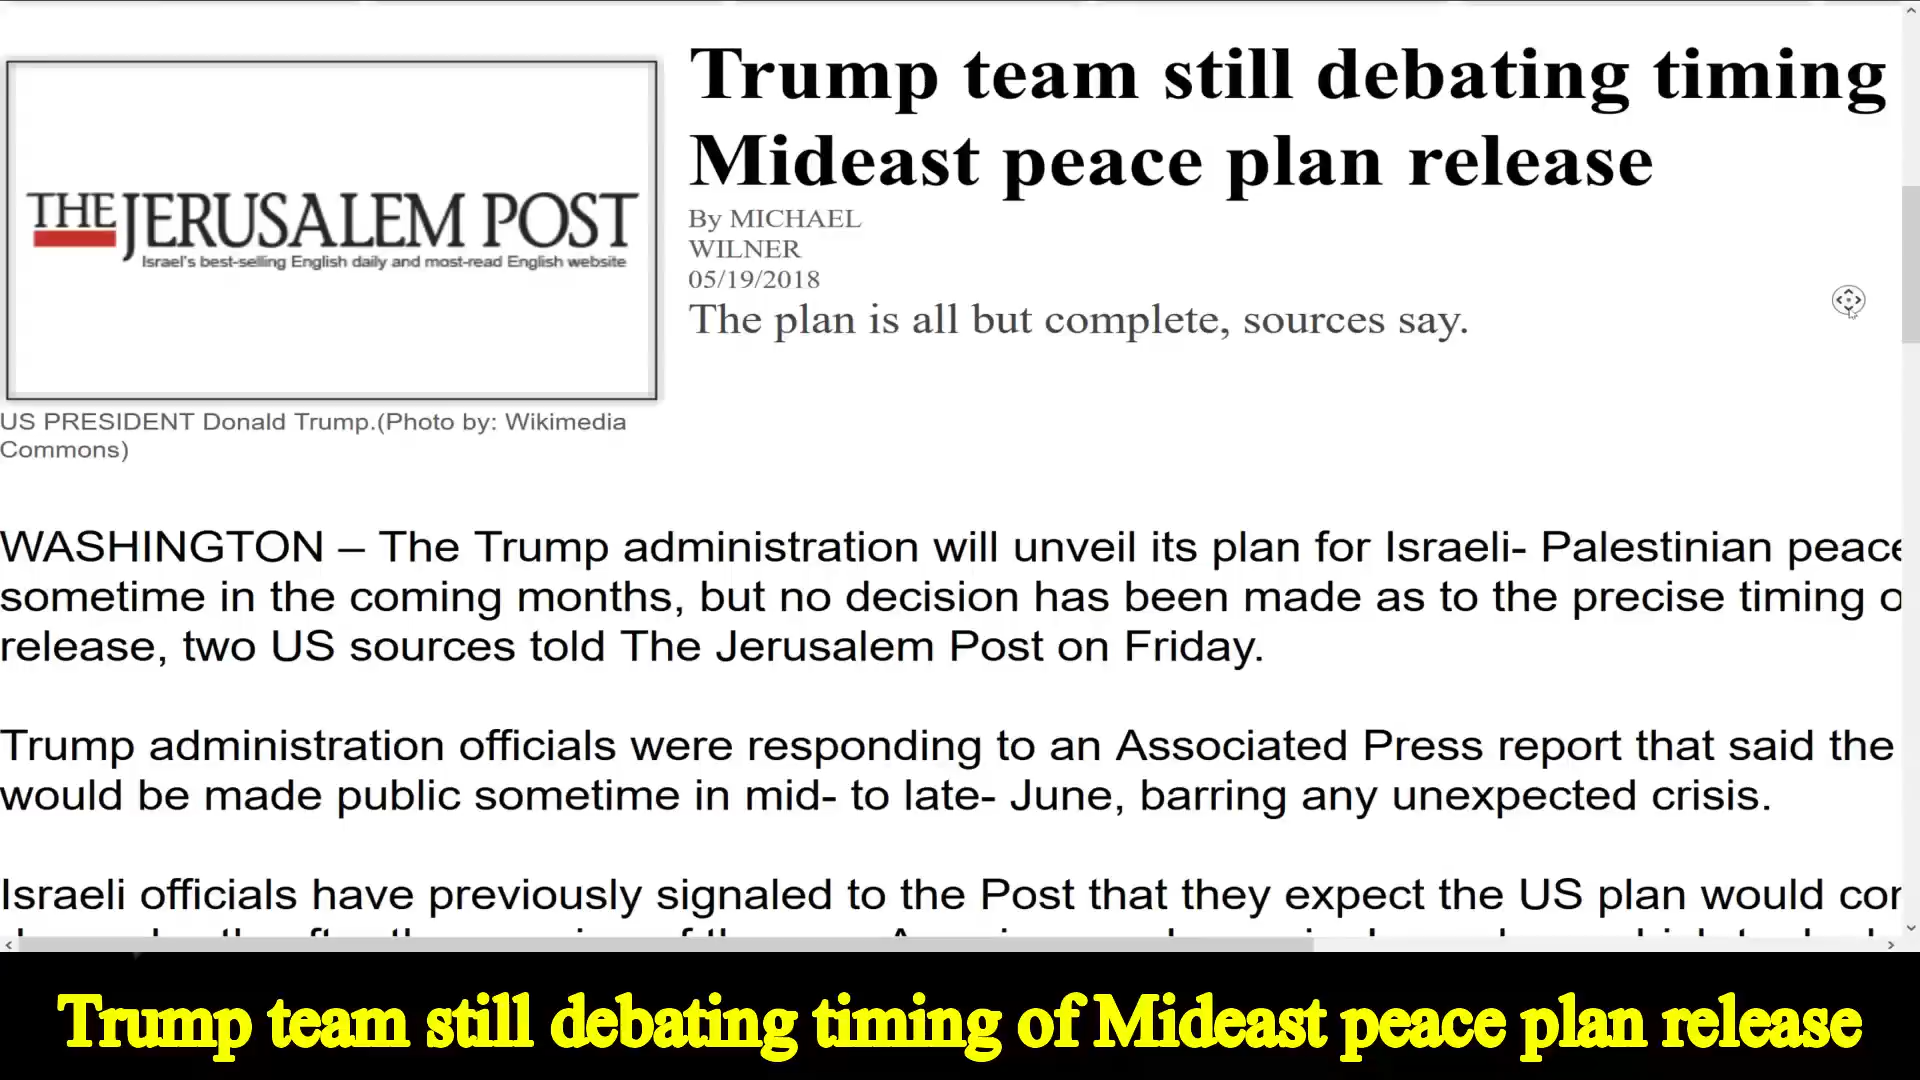 Trump team still debating timing
Mideast peace plan release
By MICHAEL
WILNER
05/19/2018
The plan is all but complete, sources say.
THE JERUSALEM POST
Israel's best-selling English daily and most-read English website
US PRESIDENT Donald Trump.(Photo by: Wikimedia
Commons)
WASHINGTON – The Trump administration will unveil its plan for Israeli- Palestinian peace
sometime in the coming months, but no decision has been made as to the precise timing o
release, two US sources told The Jerusalem Post on Friday.
Trump administration officials were responding to an Associated Press report that said the
would be made public sometime in mid- to late- June, barring any unexpected crisis.
Israeli officials have previously signaled to the Post that they expect the US plan would
Trump team still debating timing of Mideast peace plan release